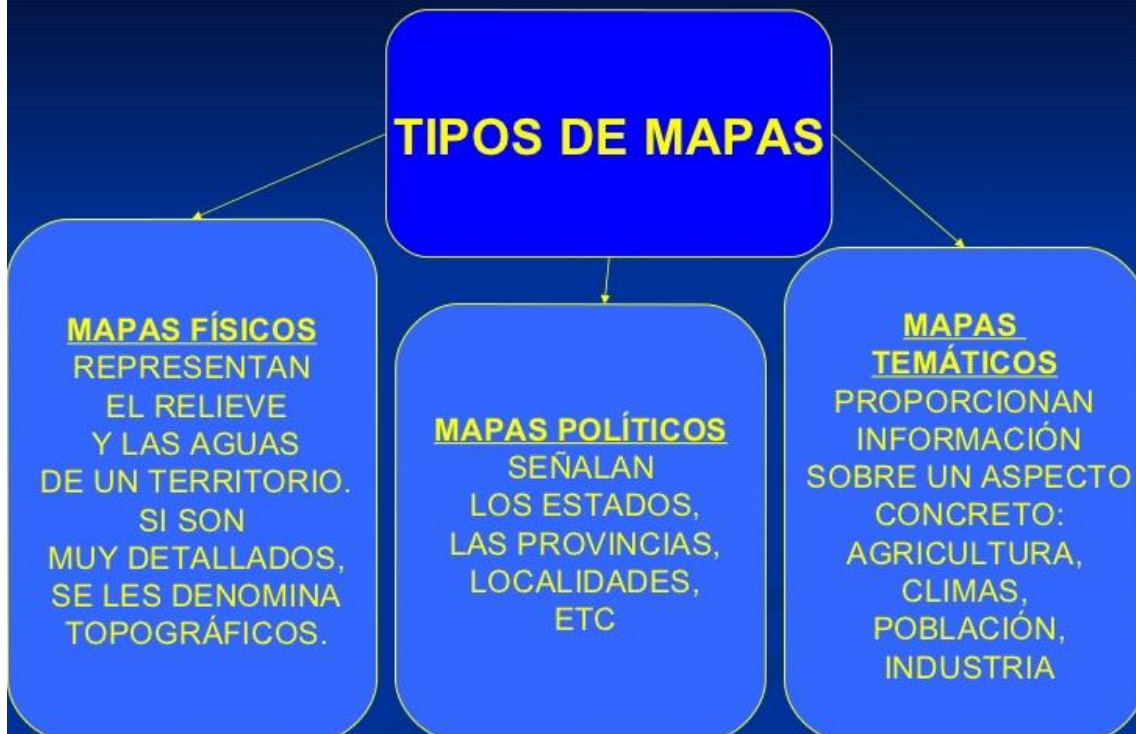 TIPOS DE MAPAS
MAPAS FÍSICOS
REPRESENTAN
EL RELIEVE
Y LAS AGUAS
DE UN TERRITORIO.
SI SON
MUY DETALLADOS,
SE LES DENOMINA
TOPOGRÁFICOS.
MAPAS POLÍTICOS
SEÑALAN
LOS ESTADOS,
LAS PROVINCIAS,
LOCALIDADES,
ETC
MAPAS
TEMÁTICOS
PROPORCIONAN
INFORMACIÓN
SOBRE UN ASPECTO
CONCRETO:
AGRICULTURA,
CLIMAS,
POBLACIÓN,
INDUSTRIA